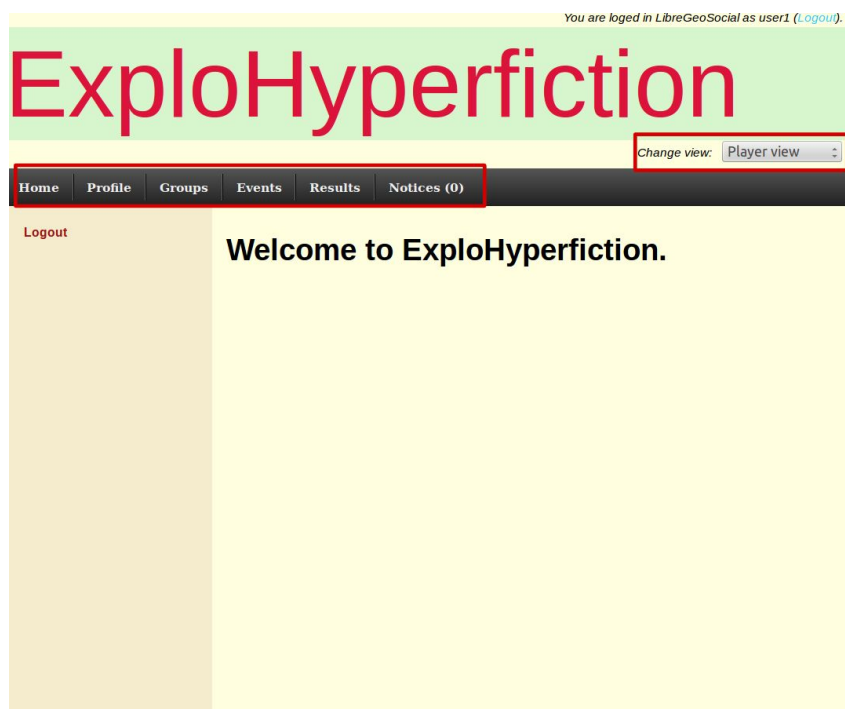 You are loged in LibreGeoSocial as user1 (Logout).
ExploHyperfiction
Change view: Player view
Home Profile Groups Events Results Notices (0)
Logout
Welcome to ExploHyperfiction.